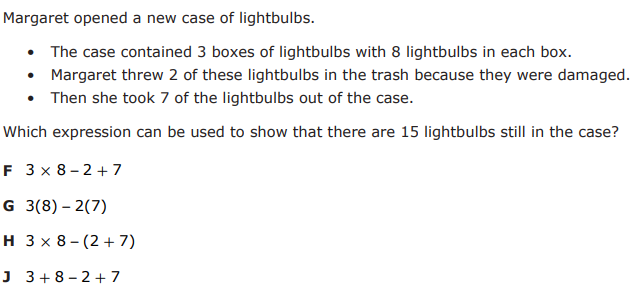 Margaret opened a new case of lightbulbs.
• The case contained 3 boxes of lightbulbs with 8 lightbulbs in each box.
• Margaret threw 2 of these lightbulbs in the trash because they were damaged.
• Then she took 7 of the lightbulbs out of the case.
Which expression can be used to show that there are 15 lightbulbs still in the case?
F 3 × 8 – 2 + 7
G 3(8) – 2(7)
H 3 × 8 – (2 + 7)
J 3 + 8 – 2 + 7